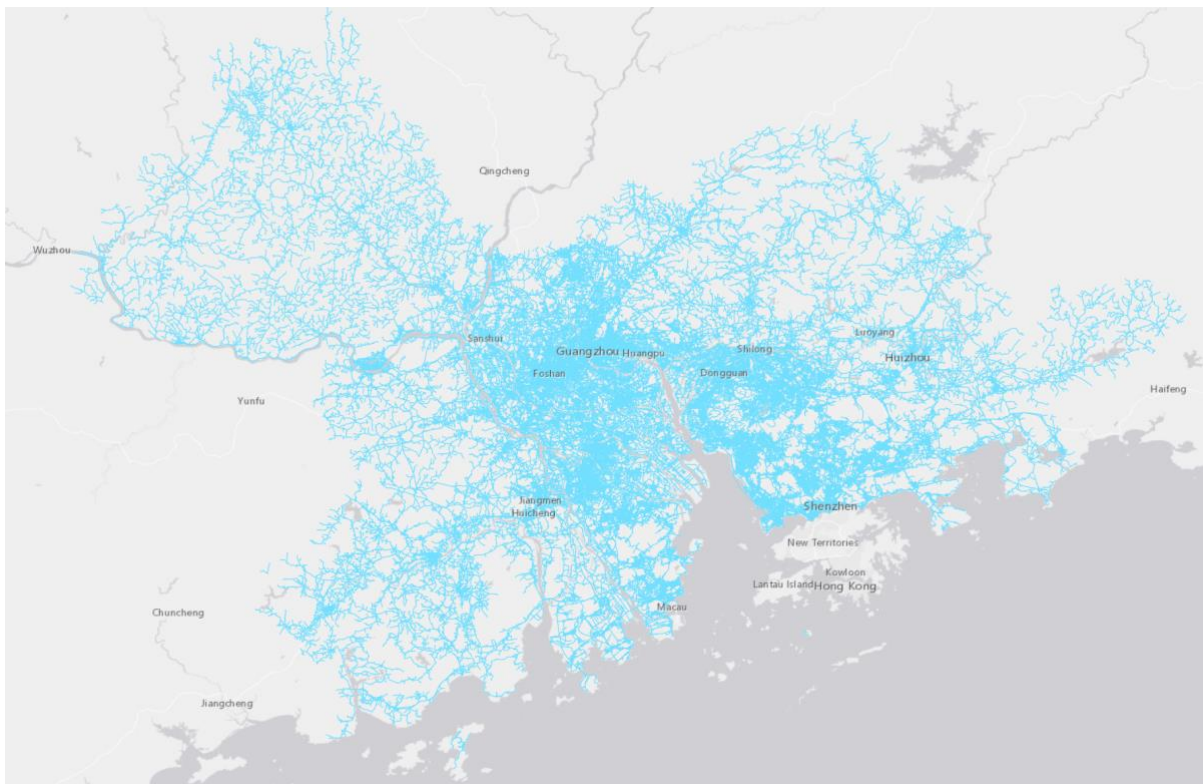 Qingcheng
Wuzhou
Sanshui
Guangzhou
Huangpu
Shilong
Luoyang
Huizhou
Foshan
Dongguan
Yunfu
Haifeng
Jiangmen
Huicheng
Shenzhen
New Territories
Kowloon
Lantau Island
Hong Kong
Chuncheng
Macau
Jiangcheng